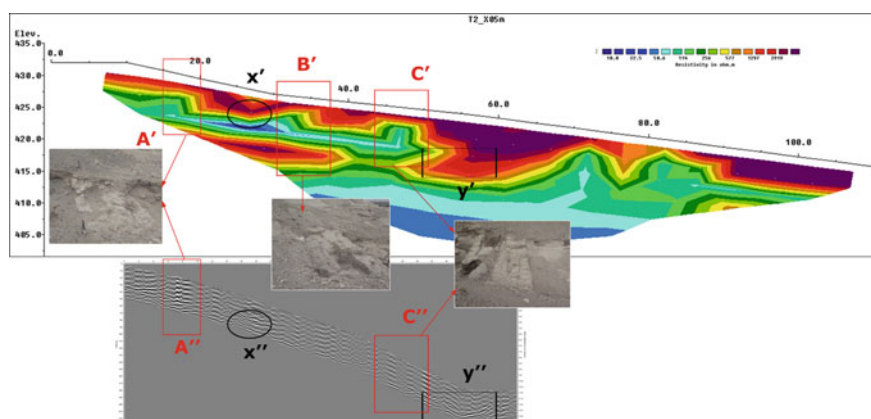 T2_X05m
Elev.
435.0
0.0
20.0
x'
B'
C'
40.0
60.0
80.0
100.0
Resistivity in ohm.m
430.0
425.0
420.0
415.0
410.0
405.0
A'
y'
A''
x''
C''
y''